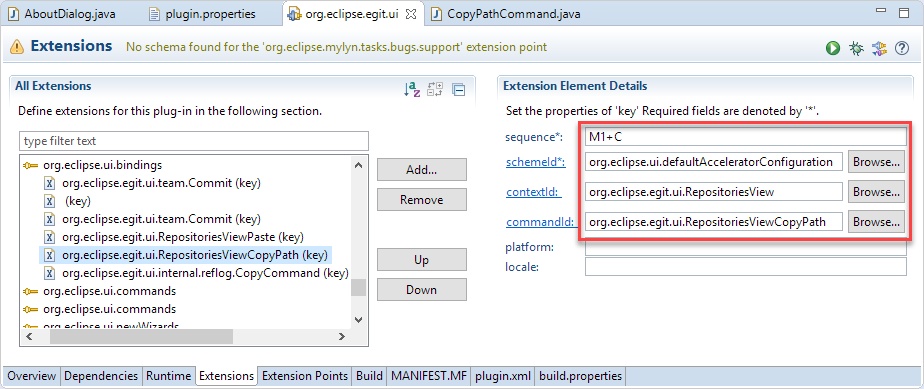 AboutDialog.java plugin.properties org.eclipse.egit.ui CopyPathCommand.java
Extensions No schema found for the 'org.eclipse.mylyn.tasks.bugs.support' extension point
All Extensions
Define extensions for this plug-in in the following section.
type filter text
org.eclipse.ui.bindings
org.eclipse.egit.ui.team.Commit (key)
(key)
org.eclipse.egit.ui.team.Commit (key)
org.eclipse.egit.ui.RepositoriesViewPaste (key)
org.eclipse.egit.ui.RepositoriesViewCopyPath (key)
org.eclipse.egit.ui.internal.reflog.CopyCommand (key)
org.eclipse.ui.commands
org.eclipse.ui.commands
org.eclipse.ui.newWizards
Add...
Remove
Up
Down
Extension Element Details
Set the properties of 'key' Required fields are denoted by '*'.
sequence*: M1+C
schemeId*: org.eclipse.ui.defaultAcceleratorConfiguration Browse...
contextId: org.eclipse.egit.ui.RepositoriesView Browse...
commandId: org.eclipse.egit.ui.RepositoriesViewCopyPath Browse...
platform:
locale:
Overview Dependencies Runtime Extensions Extension Points Build MANIFEST.MF plugin.xml build.properties